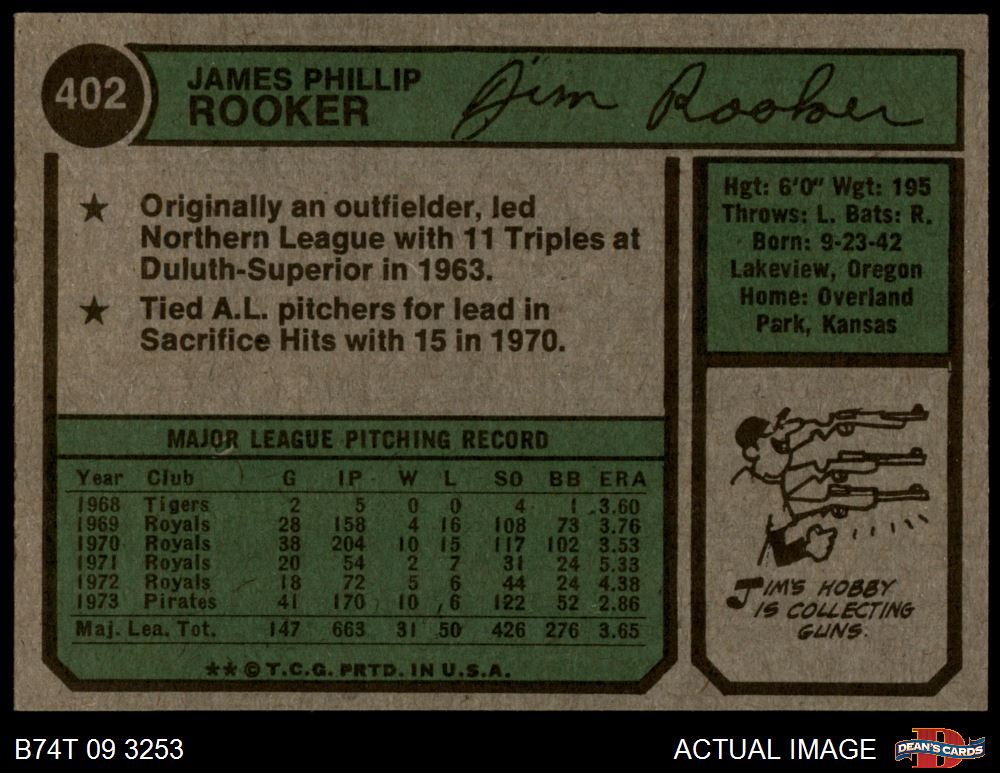 402
JAMES PHILLIP
ROOKER
Jim Rooker
★ Originally an outfielder, led
Northern League with 11 Triples at
Duluth-Superior in 1963.
★ Tied A.L. pitchers for lead in
Sacrifice Hits with 15 in 1970.
Hgt: 6'0" Wgt: 195
Throws: L. Bats: R.
Born: 9-23-42
Lakeview, Oregon
Home: Overland
Park, Kansas
MAJOR LEAGUE PITCHING RECORD
Year Club G IP W L SO BB ERA
1968 Tigers 2 5 0 0 4 1 3.60
1969 Royals 28 158 4 16 108 73 3.76
1970 Royals 38 204 10 15 117 102 3.53
1971 Royals 20 54 2 7 31 24 5.33
1972 Royals 18 72 5 6 44 24 4.38
1973 Pirates 41 170 10 6 122 52 2.86
Maj. Lea. Tot. 147 663 31 50 426 276 3.65
★★ © T.C.G. PRTD. IN U.S.A.
JIM'S HOBBY
IS COLLECTING
GUNS.
B74T 09 3253
ACTUAL IMAGE
D
DEAN'S CARDS